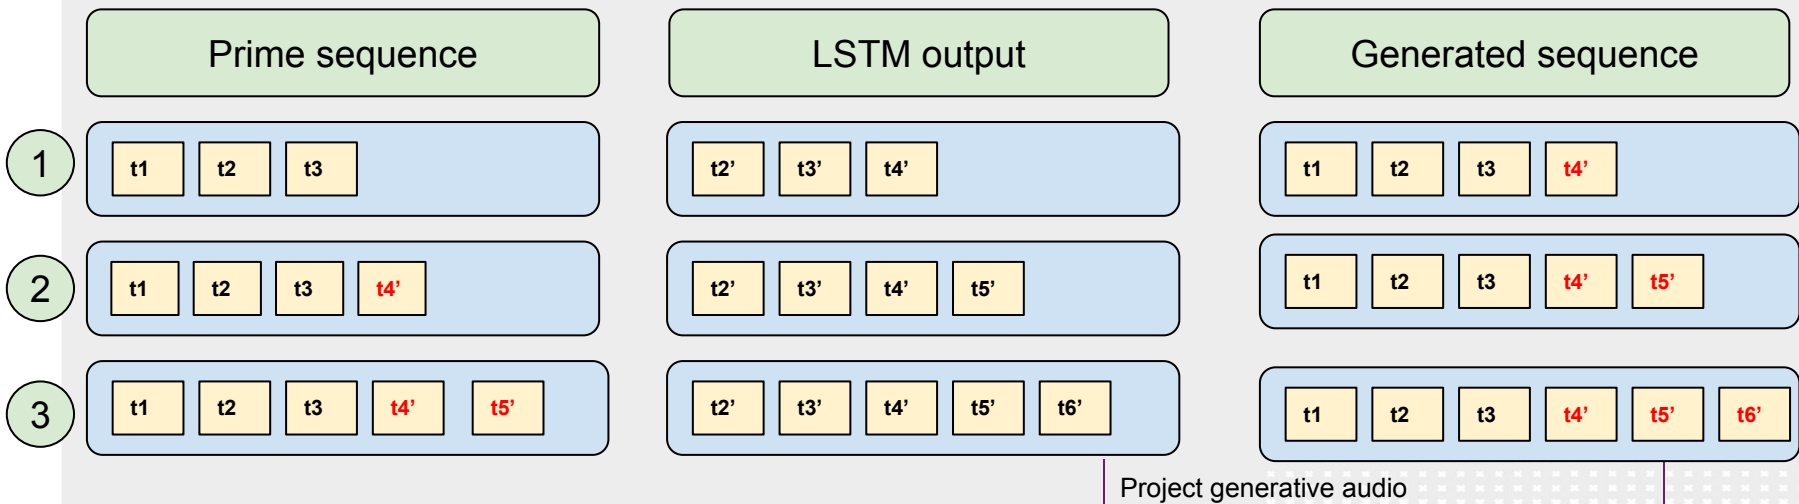 Prime sequence LSTM output Generated sequence
1 t1 t2 t3 t2’ t3’ t4’ t1 t2 t3 t4’
2 t1 t2 t3 t4’ t2’ t3’ t4’ t5’ t1 t2 t3 t4’ t5’
3 t1 t2 t3 t4’ t5’ t2’ t3’ t4’ t5’ t6’ t1 t2 t3 t4’ t5’ t6’
Project generative audio